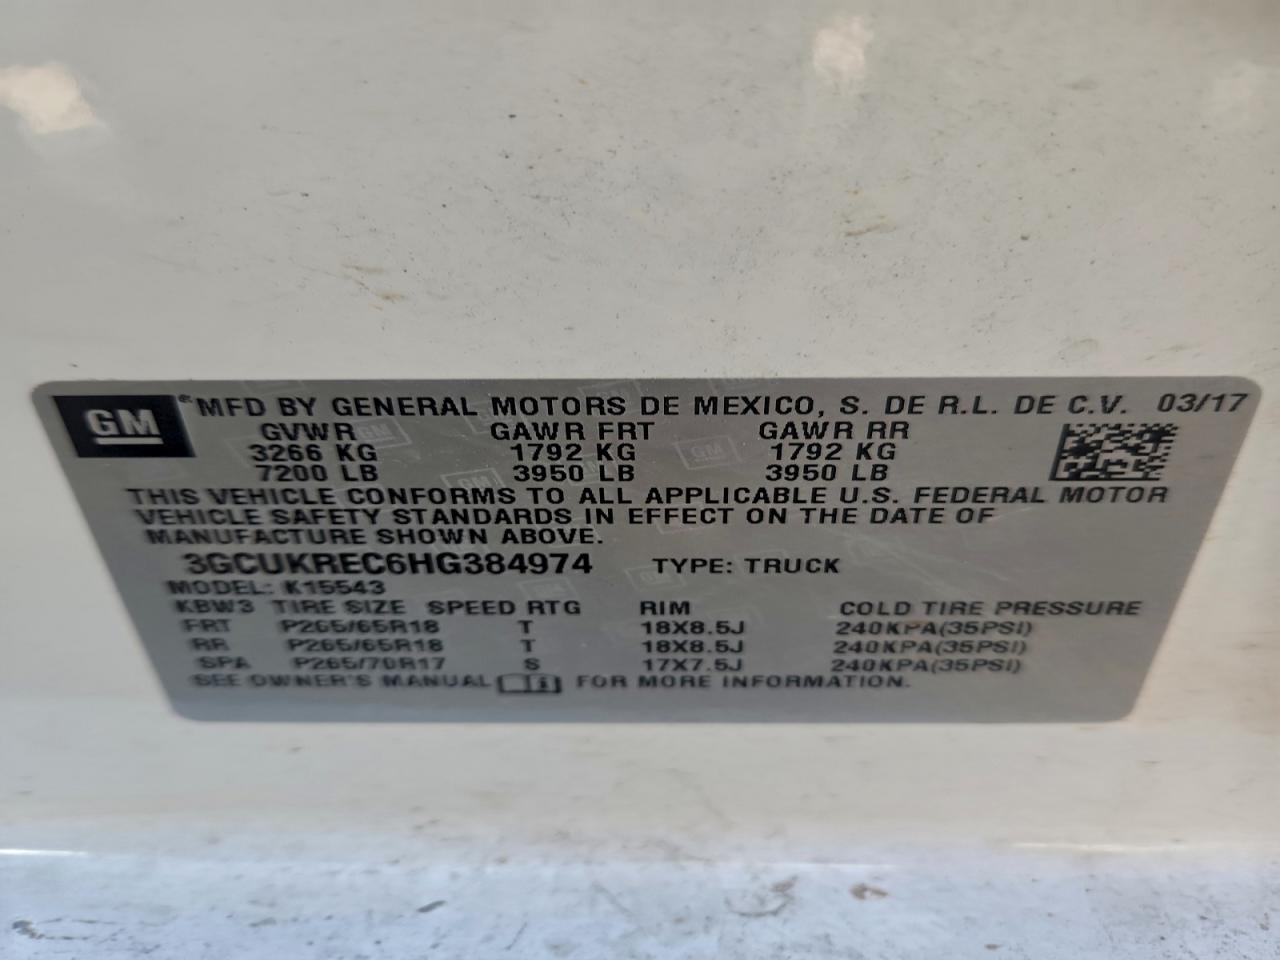 GM ® MFD BY GENERAL MOTORS DE MEXICO, S. DE R.L. DE C.V. 03/17
GVWR GAWR FRT GAWR RR
3266 KG 1792 KG 1792 KG
7200 LB 3950 LB 3950 LB
THIS VEHICLE CONFORMS TO ALL APPLICABLE U.S. FEDERAL MOTOR
VEHICLE SAFETY STANDARDS IN EFFECT ON THE DATE OF
MANUFACTURE SHOWN ABOVE.
3GCUKREC6HG384974 TYPE: TRUCK
MODEL: K15543
KBW3 TIRE SIZE SPEED RTG RIM COLD TIRE PRESSURE
FRT P265/65R18 T 18X8.5J 240KPA(35PSI)
RR P265/65R18 T 18X8.5J 240KPA(35PSI)
SPA P265/70R17 S 17X7.5J 240KPA(35PSI)
SEE OWNER'S MANUAL FOR MORE INFORMATION.